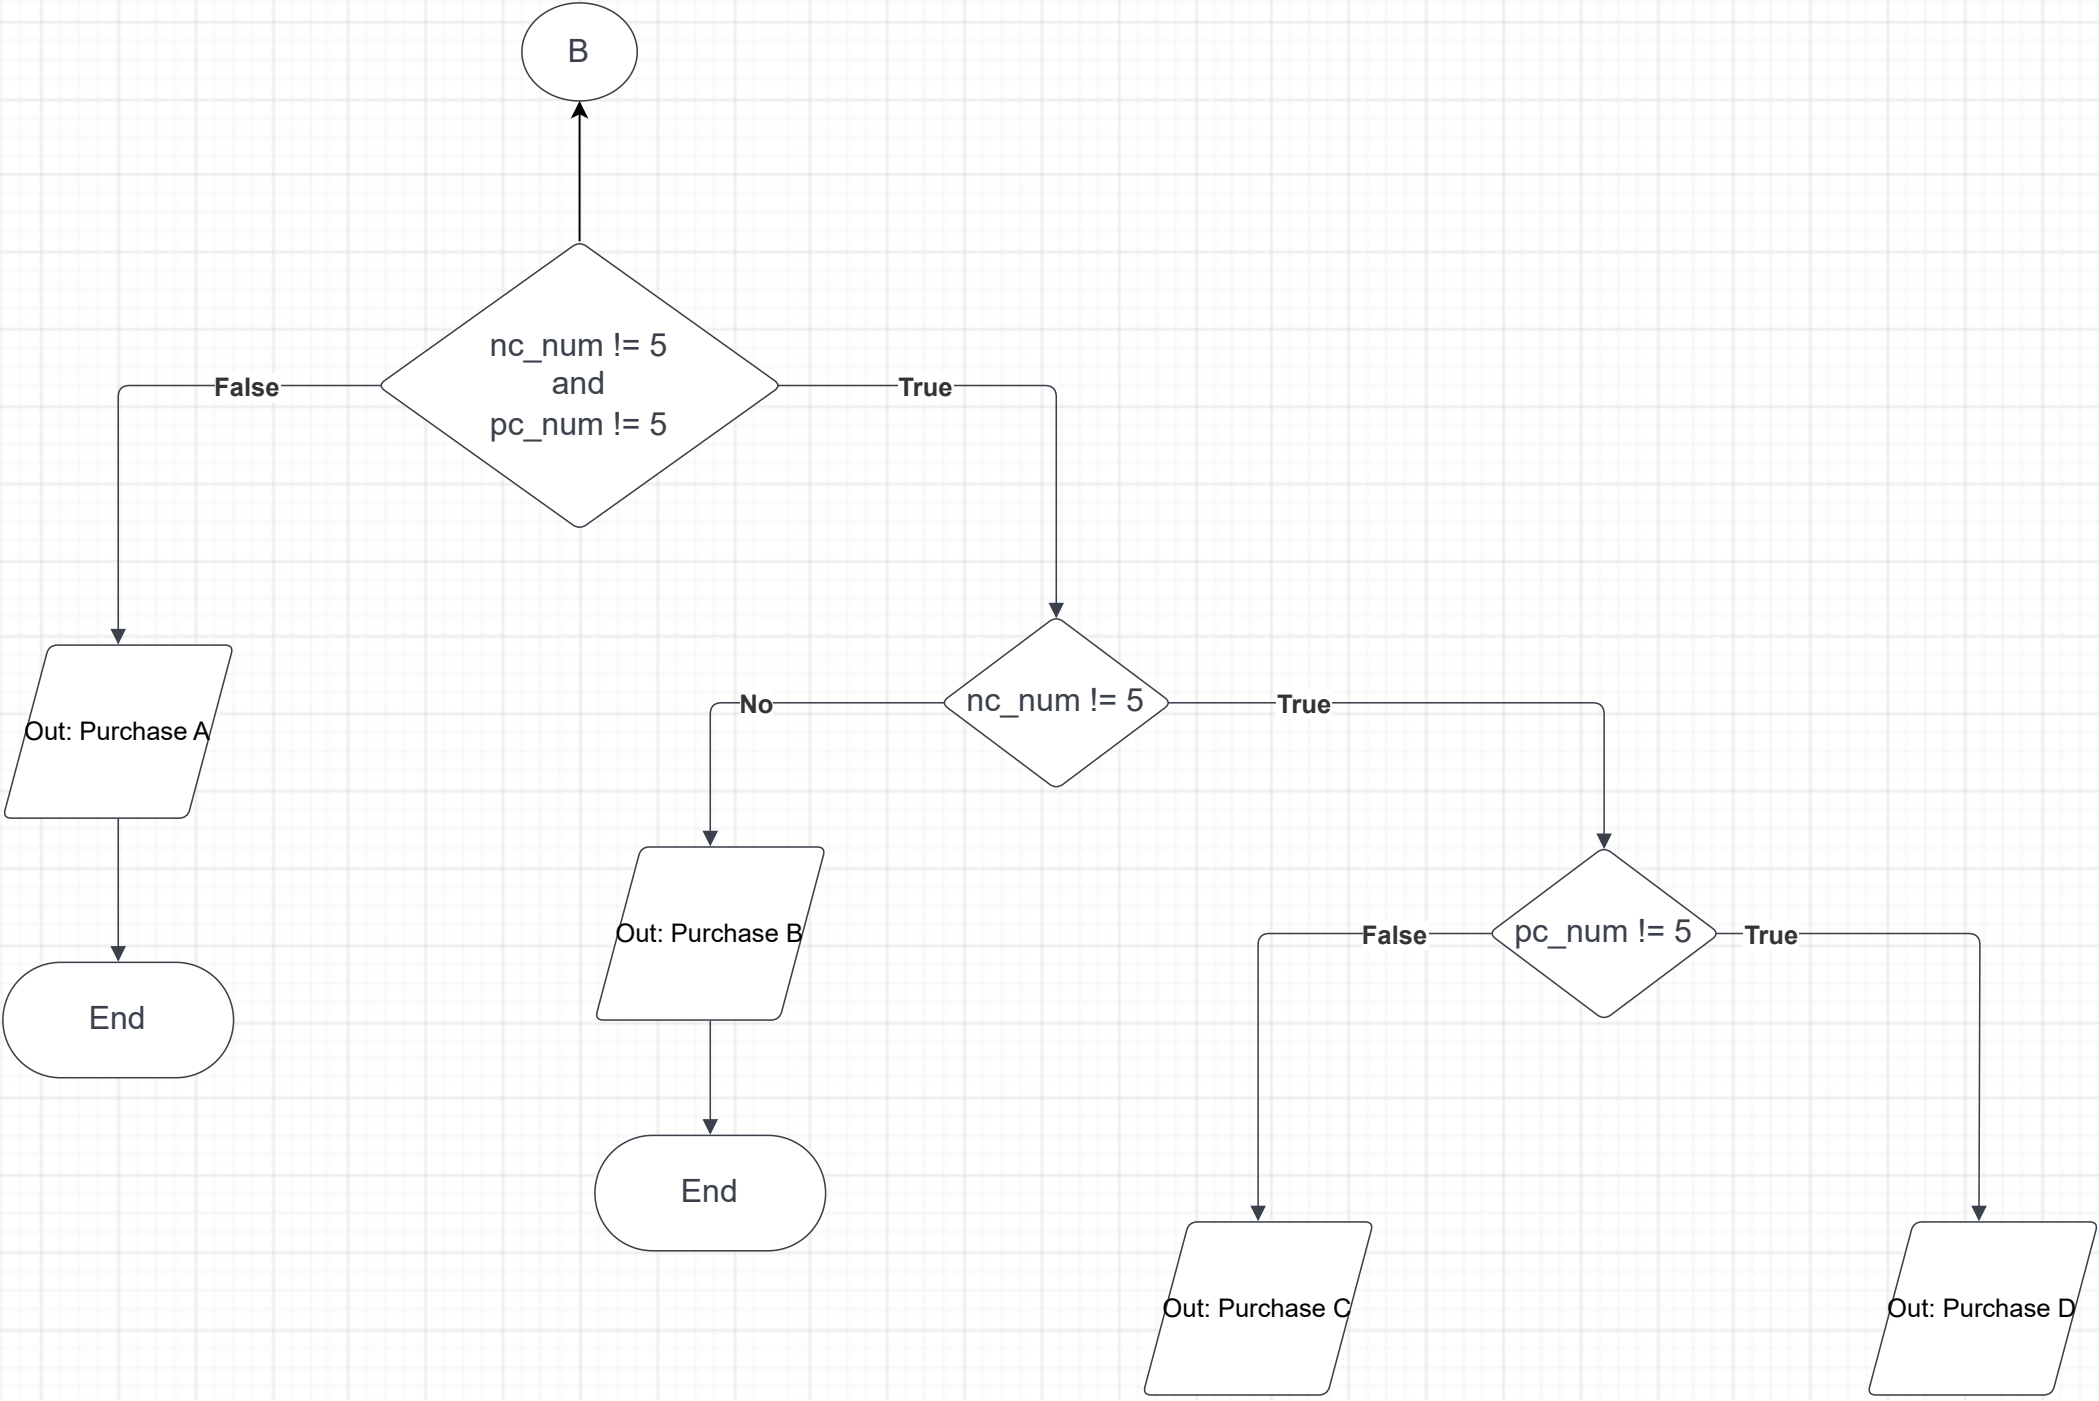 B
nc_num != 5
and
pc_num != 5
False
True
nc_num != 5
No
True
Out: Purchase A
Out: Purchase B
pc_num != 5
False
True
End
End
Out: Purchase C
Out: Purchase D